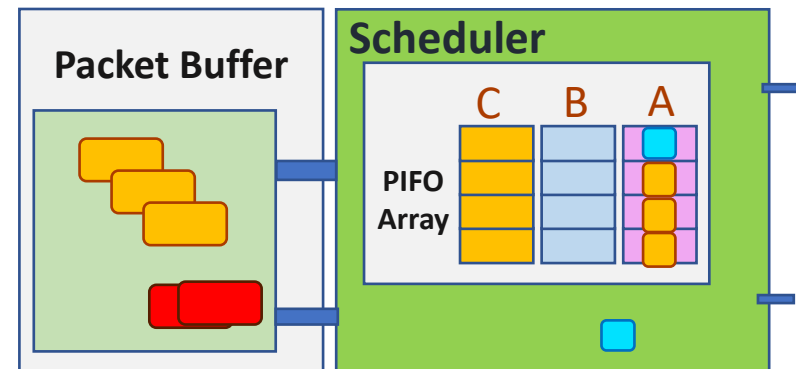 Packet Buffer
Scheduler
C B A
PIFO
Array